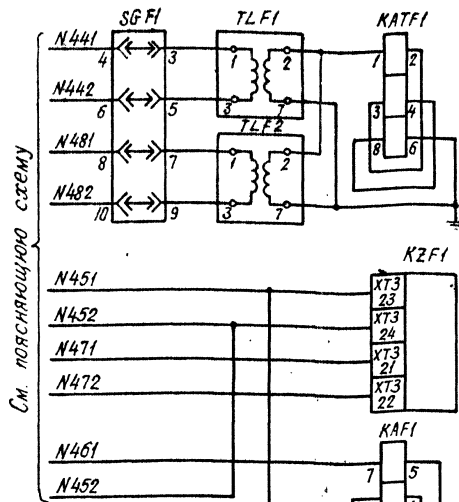 SGF1 TLF1 KATF1
N441 4 3 1 2 1 2
N442 6 5 3 7 3 4
TLF2
N481 8 7 1 2 8 6
N482 10 9 3 7
См. поясняющую схему
KZF1
N451 XT3 23
N452 XT3 24
N471 XT3 21
N472 XT3 22
KAF1
N461 7 5
N452